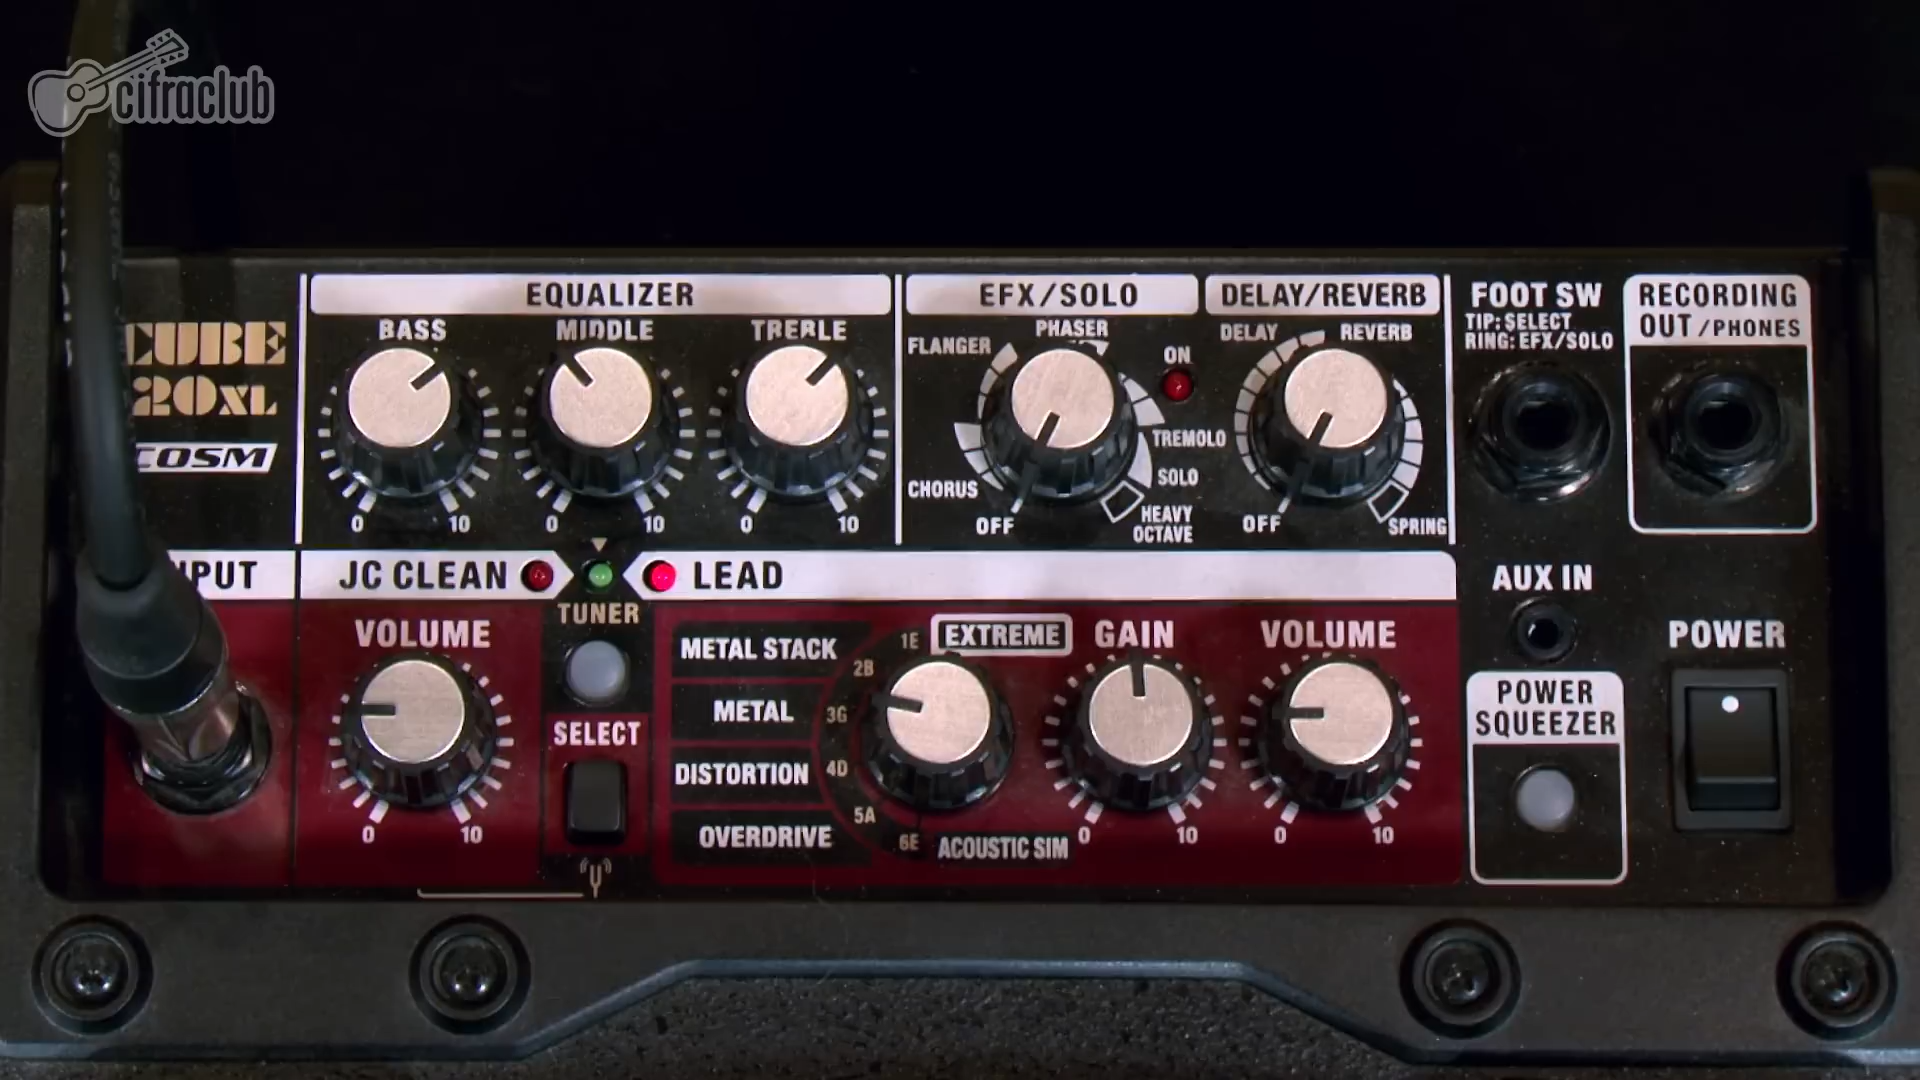 cifraclub
EQUALIZER
BASS MIDDLE TREBLE
0 10 0 10 0 10
EFX/SOLO
FLANGER PHASER ON
TREMOLO
SOLO
CHORUS
OFF HEAVY
OCTAVE
DELAY/REVERB
DELAY REVERB
OFF SPRING
FOOT SW
TIP: SELECT
RING: EFX/SOLO
RECORDING
OUT /PHONES
CUBE
20XL
COSM
INPUT
JC CLEAN
VOLUME
0 10
TUNER
SELECT
LEAD
METAL STACK
METAL
DISTORTION
OVERDRIVE
1E
2B
3G
4D
5A
6E
EXTREME
ACOUSTIC SIM
GAIN
0 10
VOLUME
0 10
AUX IN
POWER
SQUEEZER
POWER